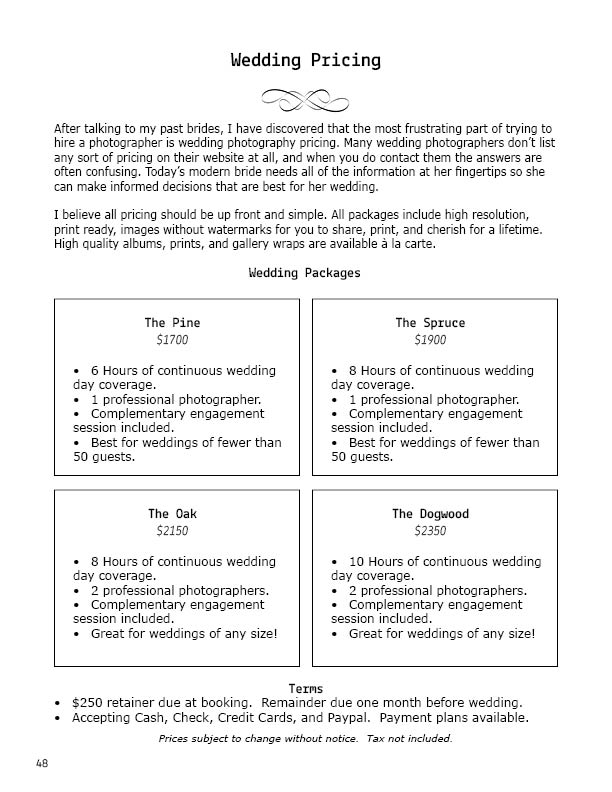 Wedding Pricing
After talking to my past brides, I have discovered that the most frustrating part of trying to
hire a photographer is wedding photography pricing. Many wedding photographers don't list
any sort of pricing on their website at all, and when you do contact them the answers are
often confusing. Today's modern bride needs all of the information at her fingertips so she
can make informed decisions that are best for her wedding.
I believe all pricing should be up front and simple. All packages include high resolution,
print ready, images without watermarks for you to share, print, and cherish for a lifetime.
High quality albums, prints, and gallery wraps are available à la carte.
Wedding Packages
The Pine
$1700
• 6 Hours of continuous wedding
day coverage.
• 1 professional photographer.
• Complementary engagement
session included.
• Best for weddings of fewer than
50 guests.
The Spruce
$1900
• 8 Hours of continuous wedding
day coverage.
• 1 professional photographer.
• Complementary engagement
session included.
• Best for weddings of fewer than
50 guests.
The Oak
$2150
• 8 Hours of continuous wedding
day coverage.
• 2 professional photographers.
• Complementary engagement
session included.
• Great for weddings of any size!
The Dogwood
$2350
• 10 Hours of continuous wedding
day coverage.
• 2 professional photographers.
• Complementary engagement
session included.
• Great for weddings of any size!
Terms
• $250 retainer due at booking. Remainder due one month before wedding.
• Accepting Cash, Check, Credit Cards, and Paypal. Payment plans available.
Prices subject to change without notice. Tax not included.
48